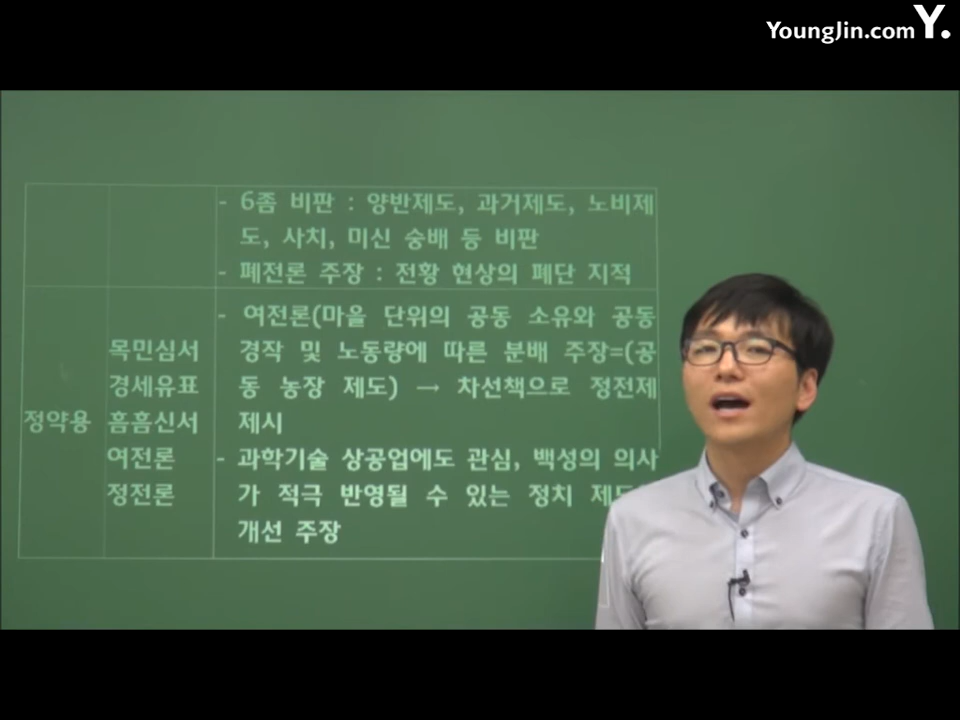 YoungJin.com Y.
- 6좀 비판 : 양반제도, 과거제도, 노비제
도, 사치, 미신 숭배 등 비판
- 폐전론 주장 : 전황 현상의 폐단 지적
정약용
목민심서
경세유표
흠흠신서
여전론
정전론
- 여전론(마을 단위의 공동 소유와 공동
경작 및 노동량에 따른 분배 주장=(공
동 농장 제도) → 차선책으로 정전제
제시
- 과학기술 상공업에도 관심, 백성의 의사
가 적극 반영될 수 있는 정치 제도
개선 주장